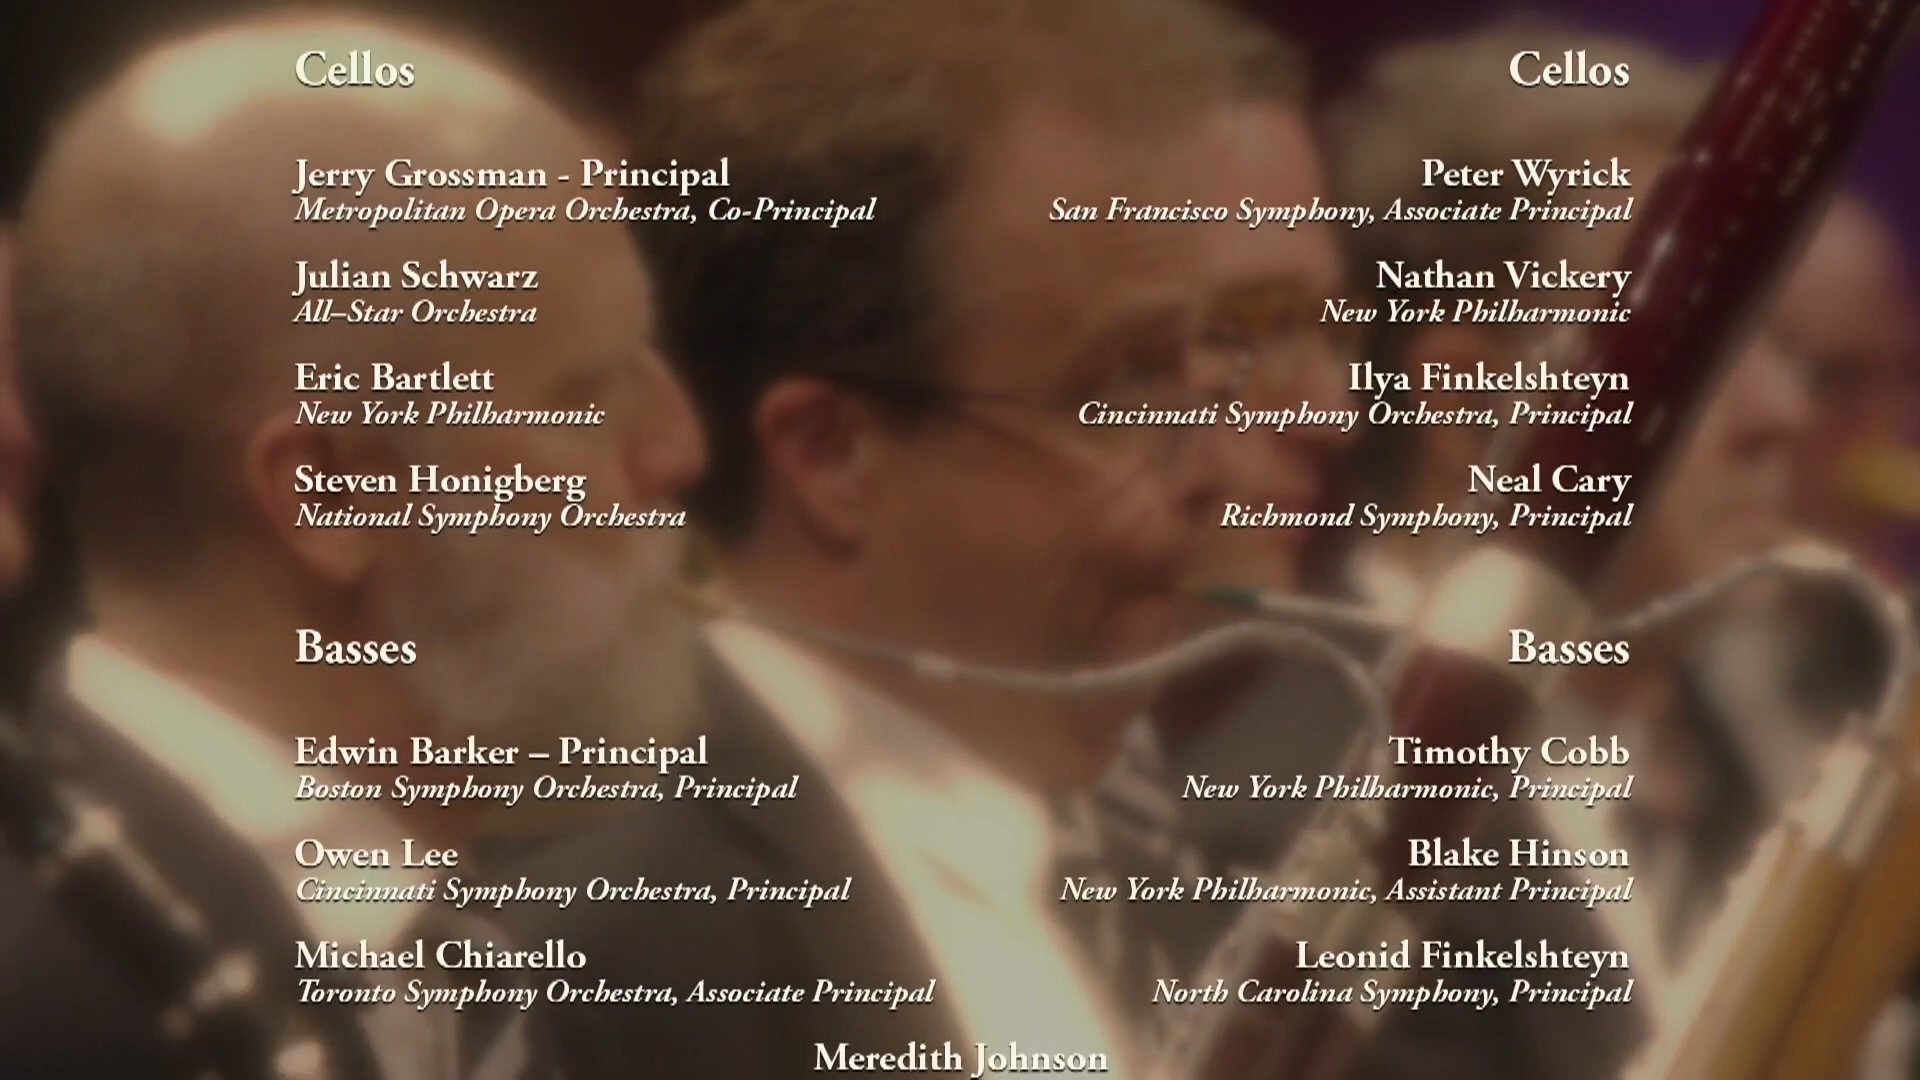 Cellos
Jerry Grossman - Principal
Metropolitan Opera Orchestra, Co-Principal
Julian Schwarz
All–Star Orchestra
Eric Bartlett
New York Philharmonic
Steven Honigberg
National Symphony Orchestra
Cellos
Peter Wyrick
San Francisco Symphony, Associate Principal
Nathan Vickery
New York Philharmonic
Ilya Finkelshteyn
Cincinnati Symphony Orchestra, Principal
Neal Cary
Richmond Symphony, Principal
Basses
Edwin Barker – Principal
Boston Symphony Orchestra, Principal
Owen Lee
Cincinnati Symphony Orchestra, Principal
Michael Chiarello
Toronto Symphony Orchestra, Associate Principal
Basses
Timothy Cobb
New York Philharmonic, Principal
Blake Hinson
New York Philharmonic, Assistant Principal
Leonid Finkelshteyn
North Carolina Symphony, Principal
Meredith Johnson